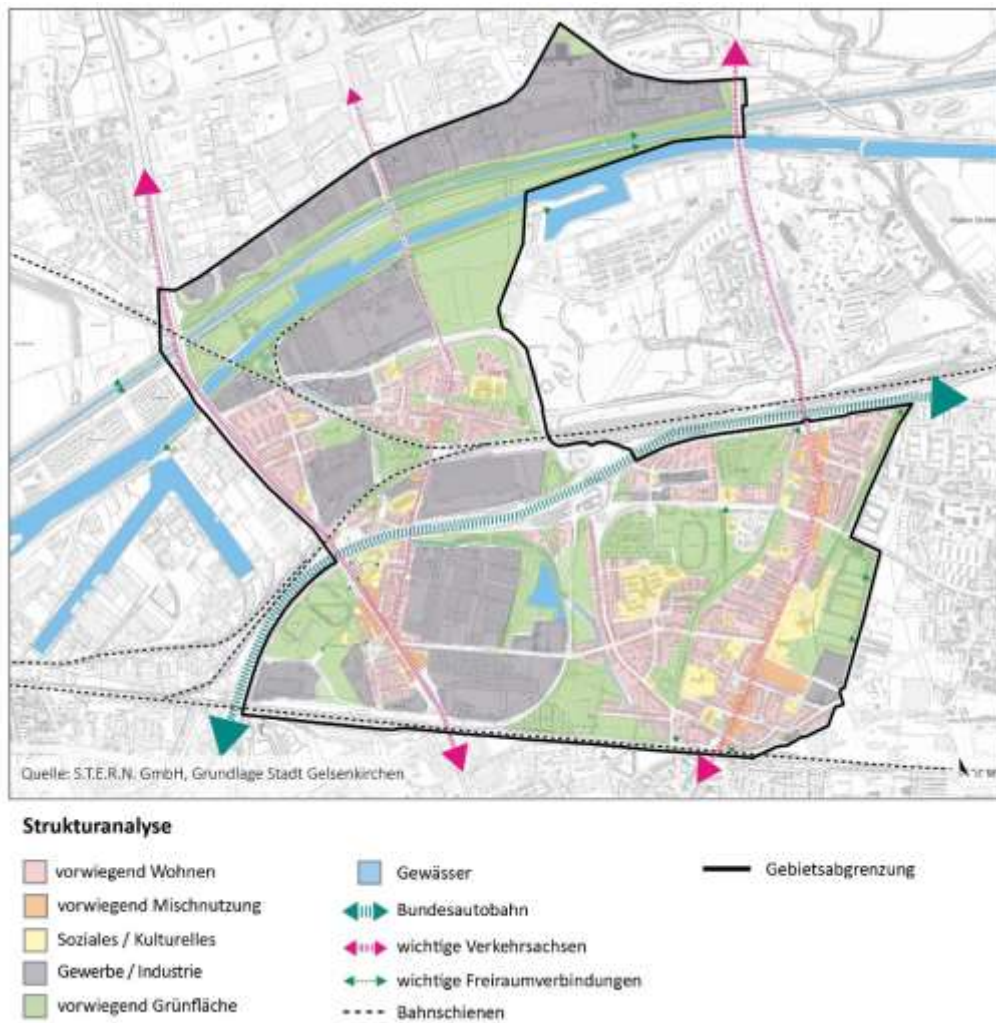 Quelle: S.T.E.R.N. GmbH, Grundlage Stadt Gelsenkirchen
Strukturanalyse
vorwiegend Wohnen
vorwiegend Mischnutzung
Soziales / Kulturelles
Gewerbe / Industrie
vorwiegend Grünfläche
Gewässer
Bundesautobahn
wichtige Verkehrsachsen
wichtige Freiraumverbindungen
Bahnschienen
Gebietsabgrenzung